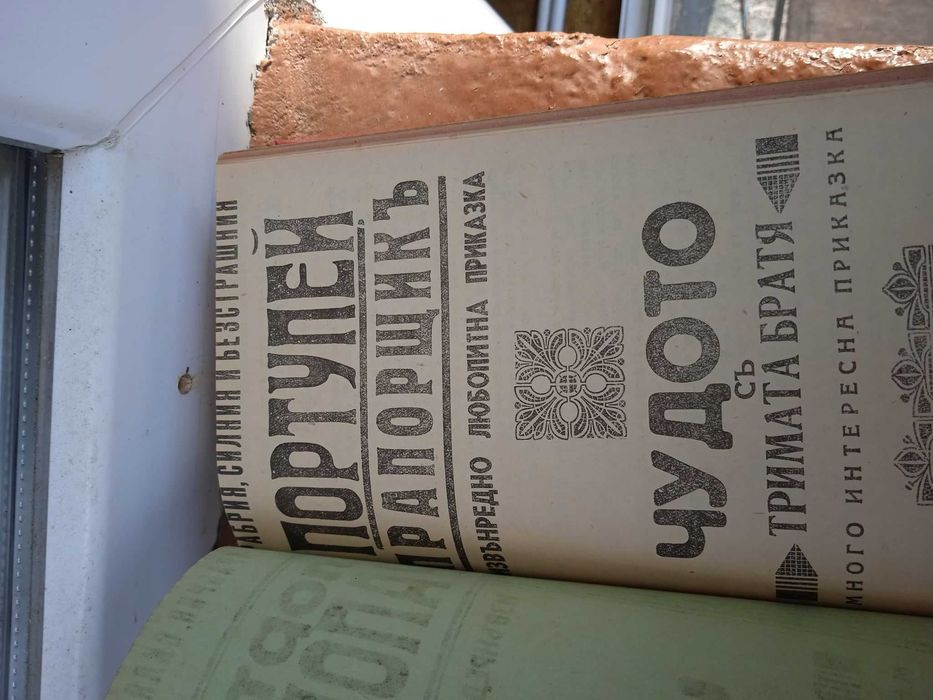 ХРАБРИЯ, СИЛНИЯ И БЕЗСТРАШНИЯ
ПОРТУПЕЙ
ПРАПОРЩИКЪ
ИЗВЪНРЕДНО ЛЮБОПИТНА ПРИКАЗКА
ЧУДОТО
СЪ
ТРИМАТА БРАТЯ
МНОГО ИНТЕРЕСНА ПРИКАЗКА